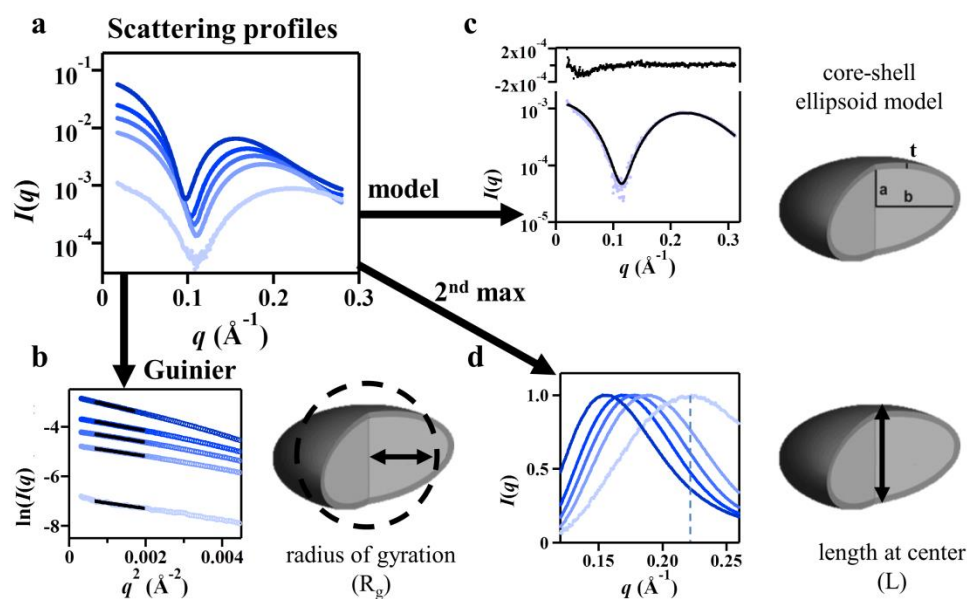 a
Scattering profiles
10⁻¹
10⁻²
10⁻³
10⁻⁴
I(q)
0
0.1
0.2
0.3
q (Å⁻¹)
model
2ⁿᵈ max
Guinier
c
2x10⁻⁴
-2x10⁻⁴
10⁻³
10⁻⁴
10⁻⁵
I(q)
0
0.1
0.2
0.3
q (Å⁻¹)
core-shell
ellipsoid model
t
a
b
b
-4
-6
-8
ln(I(q)
0
0.002
0.004
q² (Å⁻²)
radius of gyration
(R₉)
d
1.0
0.5
0
I(q)
0.15
0.20
0.25
q (Å⁻¹)
length at center
(L)